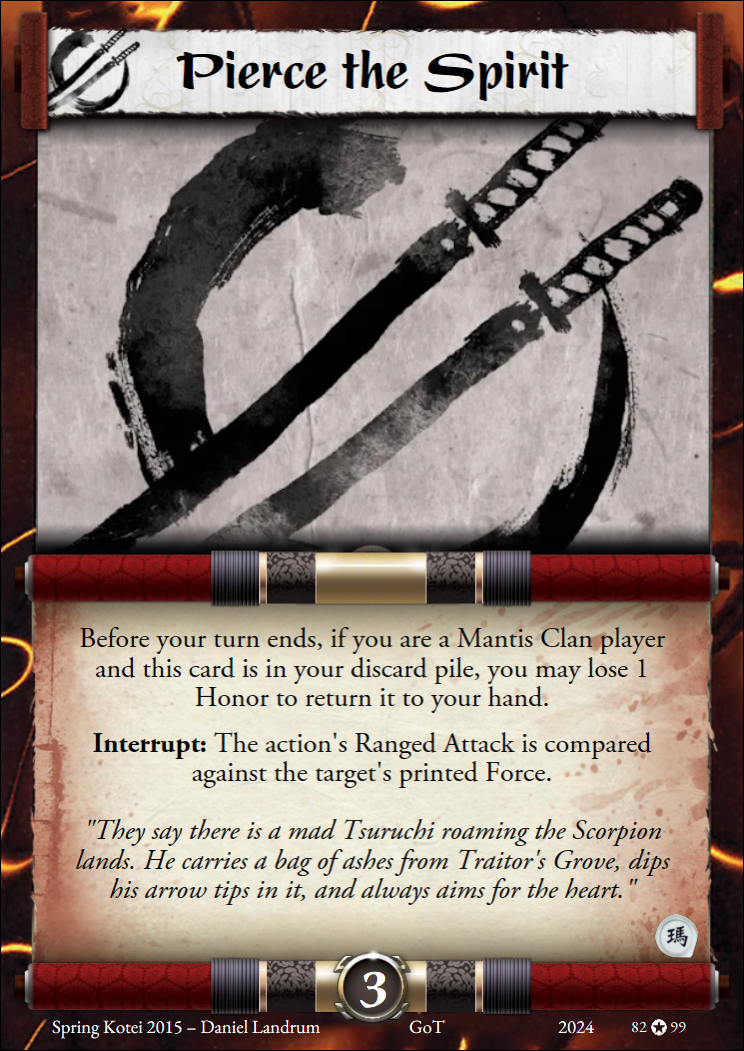 Pierce the Spirit
Before your turn ends, if you are a Mantis Clan player
and this card is in your discard pile, you may lose 1
Honor to return it to your hand.
Interrupt: The action's Ranged Attack is compared
against the target's printed Force.
"They say there is a mad Tsuruchi roaming the Scorpion
lands. He carries a bag of ashes from Traitor's Grove, dips
his arrow tips in it, and always aims for the heart."
瑪
3
Spring Kotei 2015 – Daniel Landrum GoT 2024 82 ✪ 99